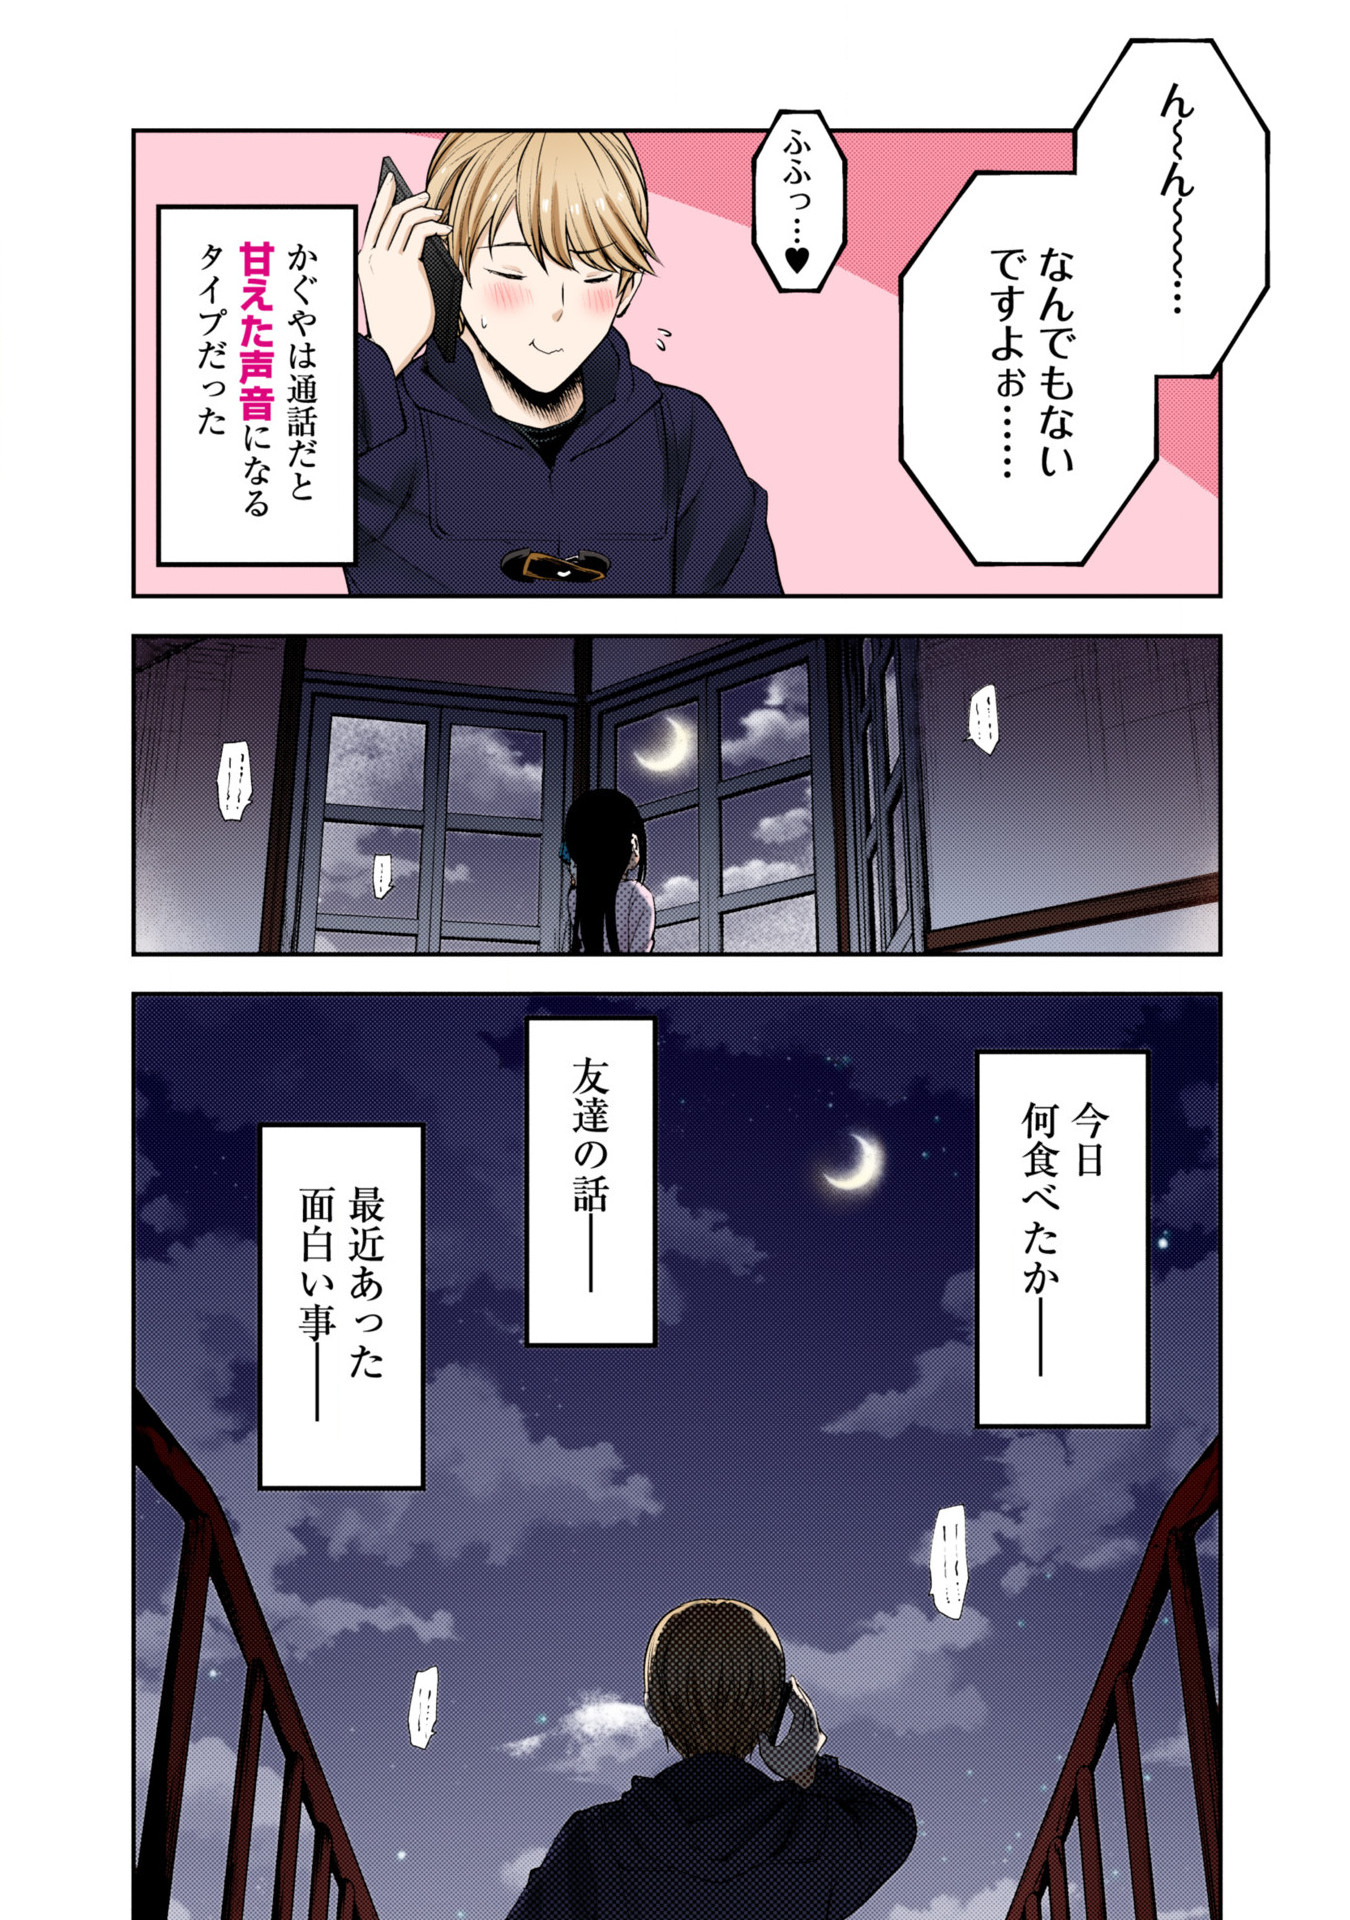 ん〜ん〜〜……
なんでもない
ですよぉ……
ふふっ…♥
かぐやは通話だと
甘えた声音になる
タイプだった
今日
何食べたか――
友達の話――
最近あった
面白い事――